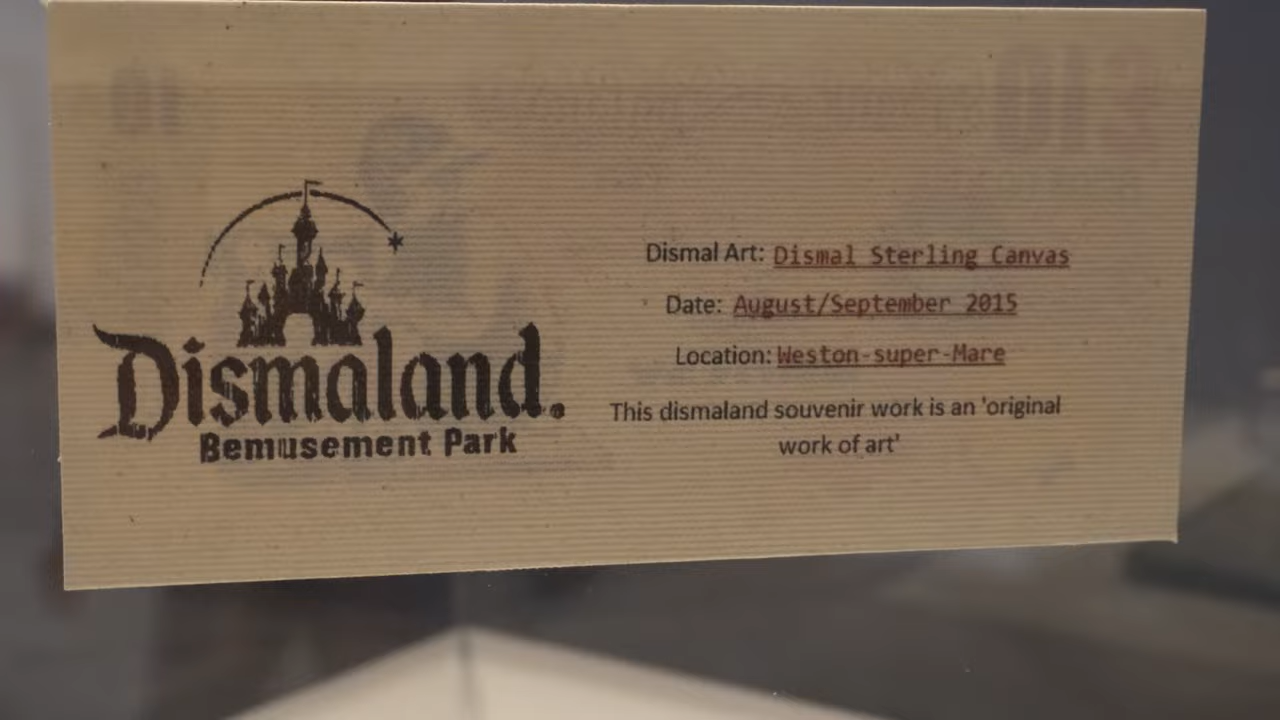 Dismaland.
Bemusement Park
Dismal Art: Dismal Sterling Canvas
Date: August/September 2015
Location: Weston-super-Mare
This dismaland souvenir work is an 'original
work of art'